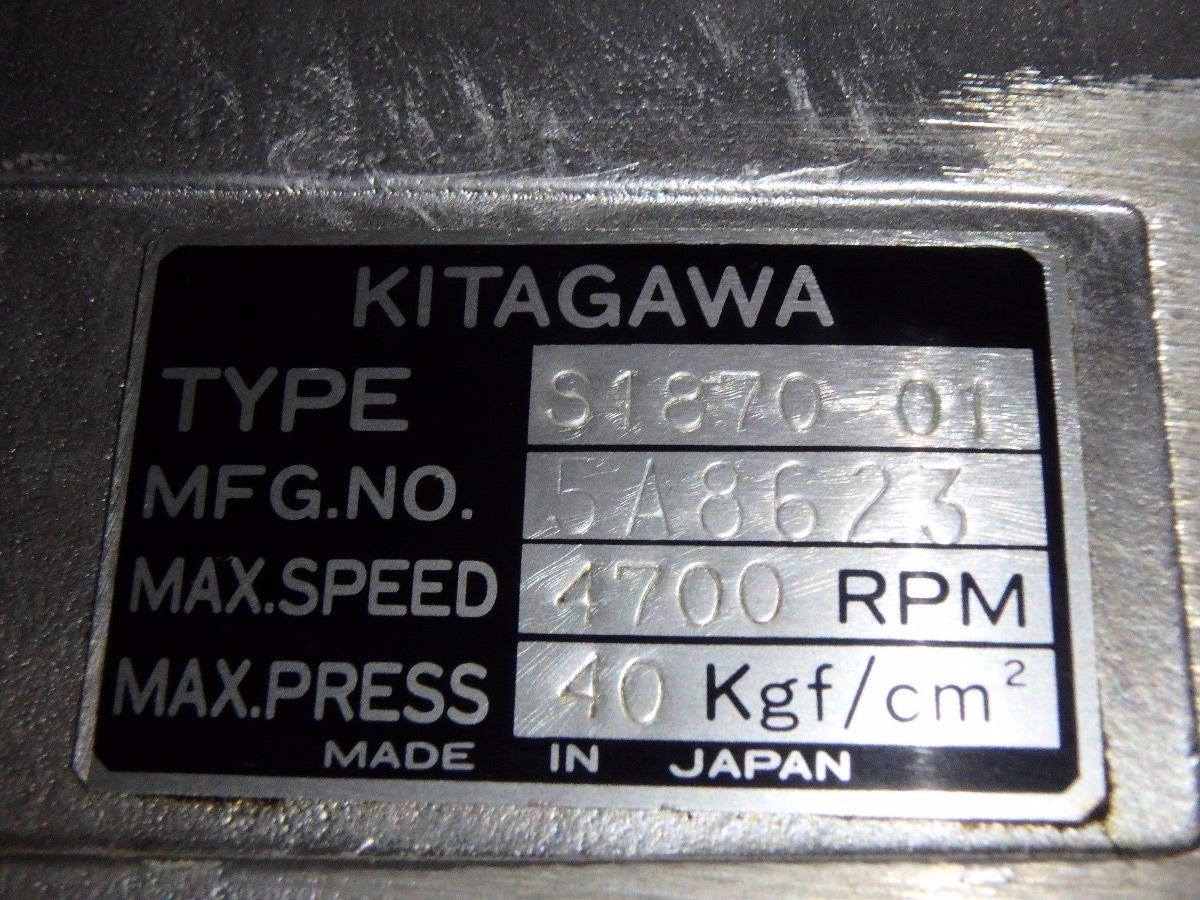 KITAGAWA
TYPE S1870 01
MFG.NO. 5A8623
MAX.SPEED 4700 RPM
MAX.PRESS 40 Kgf/cm²
MADE IN JAPAN